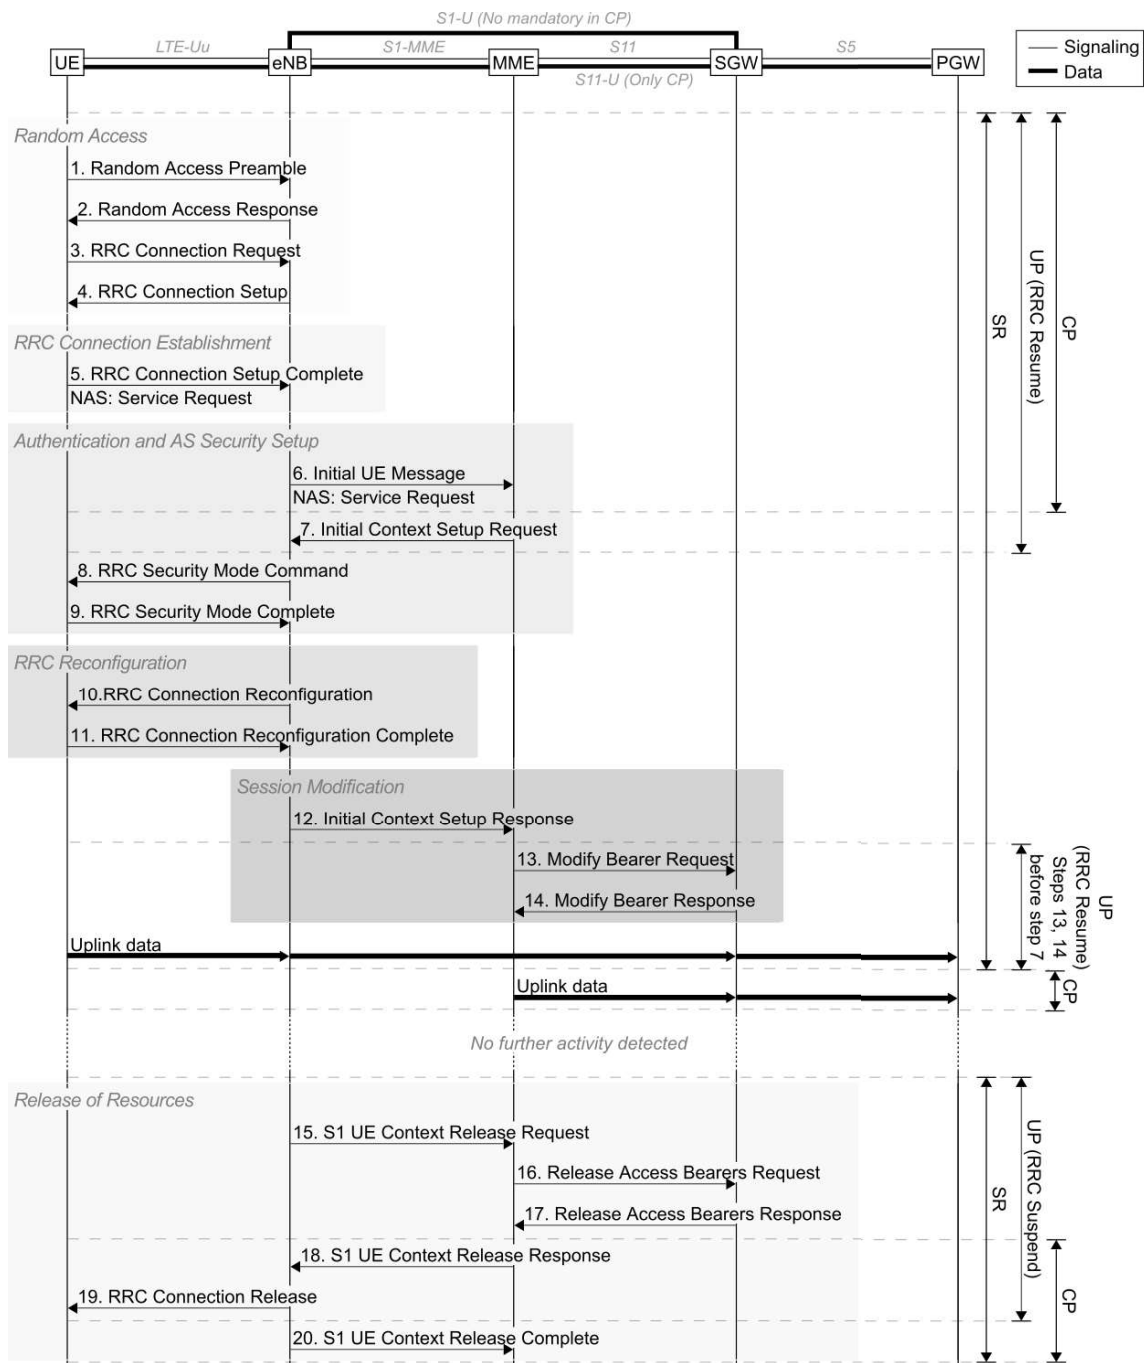 S1-U (No mandatory in CP)
LTE-Uu
S1-MME
S11
S5
UE
eNB
MME
SGW
PGW
S11-U (Only CP)
Signaling
Data
Random Access
1. Random Access Preamble
2. Random Access Response
3. RRC Connection Request
4. RRC Connection Setup
RRC Connection Establishment
5. RRC Connection Setup Complete
NAS: Service Request
Authentication and AS Security Setup
6. Initial UE Message
NAS: Service Request
7. Initial Context Setup Request
8. RRC Security Mode Command
9. RRC Security Mode Complete
SR
UP (RRC Resume)
CP
RRC Reconfiguration
10.RRC Connection Reconfiguration
11. RRC Connection Reconfiguration Complete
Session Modification
12. Initial Context Setup Response
13. Modify Bearer Request
14. Modify Bearer Response
UP
(RRC Resume)
Steps 13, 14
before step 7
Uplink data
Uplink data
CP
No further activity detected
Release of Resources
15. S1 UE Context Release Request
16. Release Access Bearers Request
17. Release Access Bearers Response
18. S1 UE Context Release Response
19. RRC Connection Release
20. S1 UE Context Release Complete
SR
UP (RRC Suspend)
CP